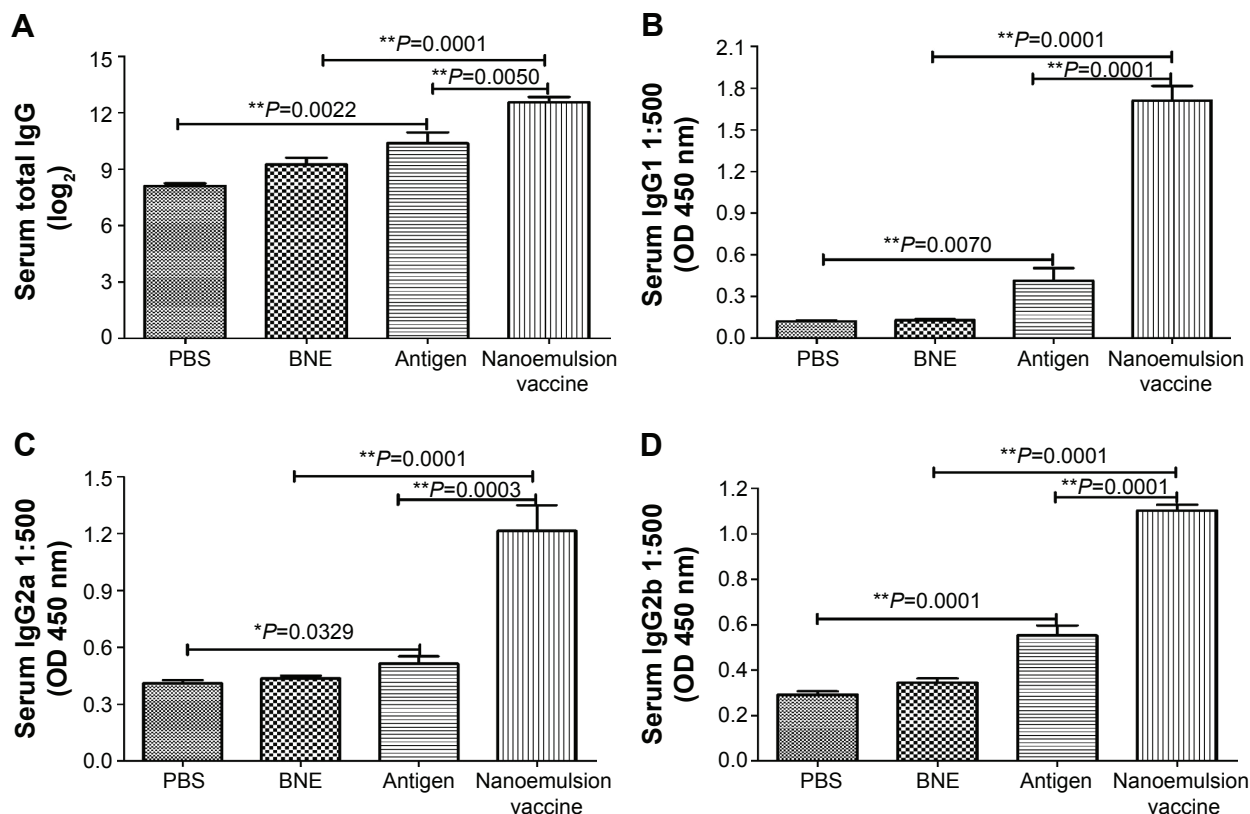 A
Serum total IgG
(log2)
15
12
9
6
3
0
**P=0.0001
**P=0.0050
**P=0.0022
PBS
BNE
Antigen
Nanoemulsion
vaccine
B
Serum IgG1 1:500
(OD 450 nm)
2.1
1.8
1.5
1.2
0.9
0.6
0.3
0.0
**P=0.0001
**P=0.0001
**P=0.0070
PBS
BNE
Antigen
Nanoemulsion
vaccine
C
Serum IgG2a 1:500
(OD 450 nm)
1.5
1.2
0.9
0.6
0.3
0.0
**P=0.0001
**P=0.0003
*P=0.0329
PBS
BNE
Antigen
Nanoemulsion
vaccine
D
Serum IgG2b 1:500
(OD 450 nm)
1.2
1.0
0.8
0.6
0.4
0.2
0.0
**P=0.0001
**P=0.0001
**P=0.0001
PBS
BNE
Antigen
Nanoemulsion
vaccine